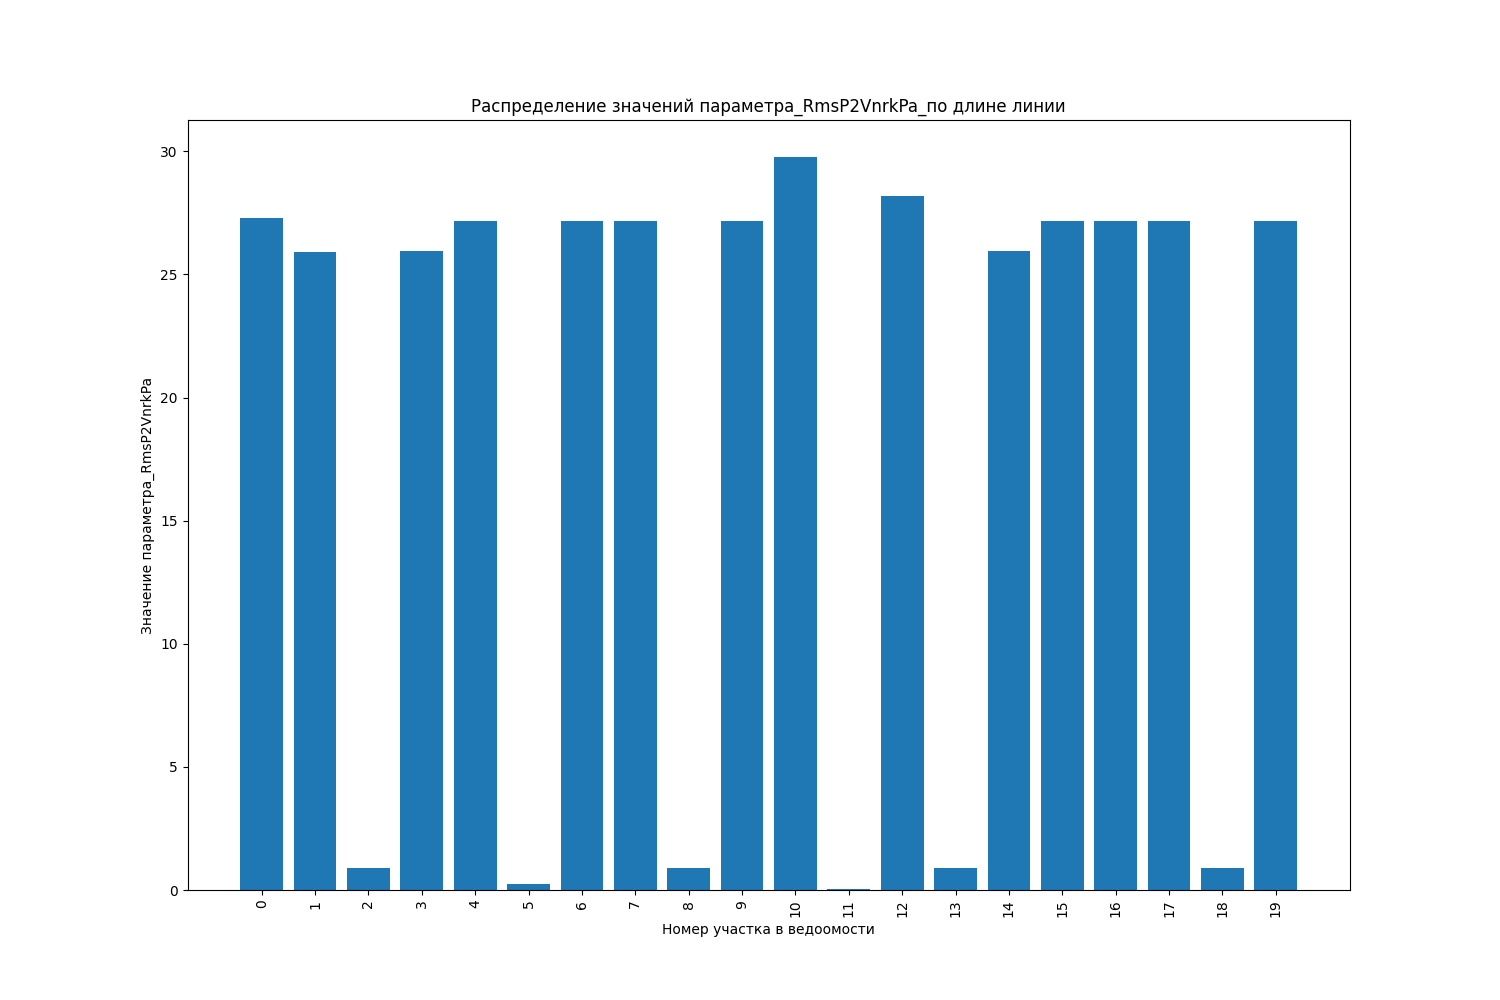 Распределение значений параметра_RmsP2VnrkPa_по длине линии
30
25
20
15
10
5
0
Значение параметра_RmsP2VnrkPa
0 1 2 3 4 5 6 7 8 9 10 11 12 13 14 15 16 17 18 19
Номер участка в ведоомости